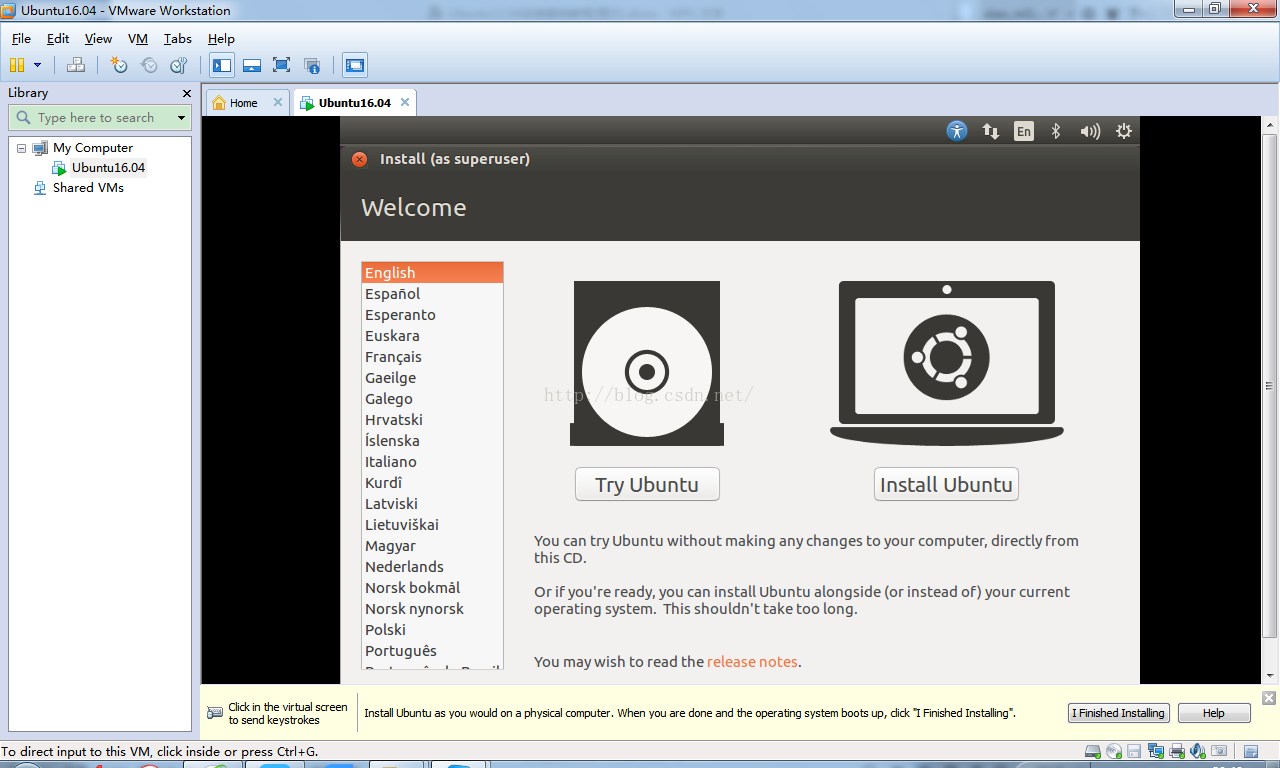 Ubuntu16.04 - VMware Workstation
File Edit View VM Tabs Help
Library
Type here to search
My Computer
Ubuntu16.04
Shared VMs
Home
Ubuntu16.04
En
Install (as superuser)
Welcome
English
Español
Esperanto
Euskara
Français
Gaeilge
Galego
Hrvatski
Íslenska
Italiano
Kurdî
Latviski
Lietuviškai
Magyar
Nederlands
Norsk bokmål
Norsk nynorsk
Polski
Português
http://blog.csdn.net/
Try Ubuntu
Install Ubuntu
You can try Ubuntu without making any changes to your computer, directly from
this CD.
Or if you're ready, you can install Ubuntu alongside (or instead of) your current
operating system. This shouldn't take too long.
You may wish to read the release notes.
Click in the virtual screen
to send keystrokes
Install Ubuntu as you would on a physical computer. When you are done and the operating system boots up, click "I Finished Installing".
I Finished Installing
Help
To direct input to this VM, click inside or press Ctrl+G.